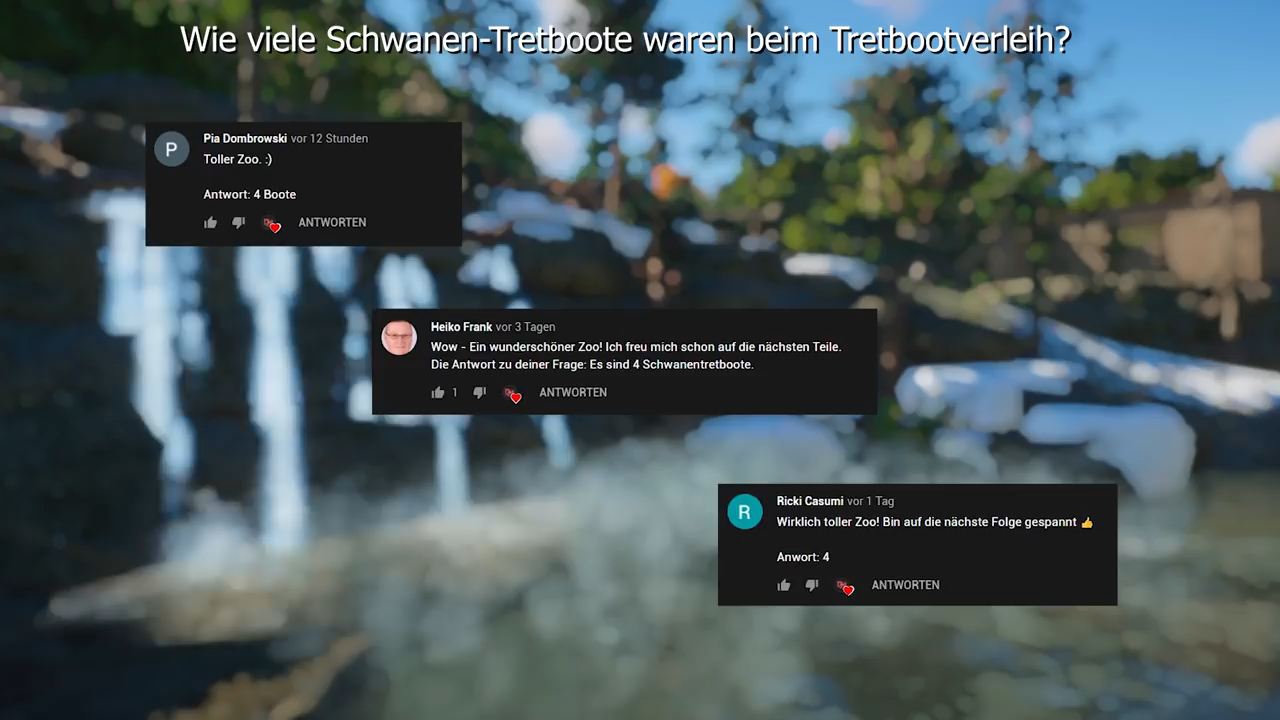 Wie viele Schwanen-Tretboote waren beim Tretbootverleih?
P
Pia Dombrowski vor 12 Stunden
Toller Zoo. :)
Antwort: 4 Boote
ANTWORTEN
Heiko Frank vor 3 Tagen
Wow - Ein wunderschöner Zoo! Ich freu mich schon auf die nächsten Teile.
Die Antwort zu deiner Frage: Es sind 4 Schwanentretboote.
1 ANTWORTEN
R
Ricki Casumi vor 1 Tag
Wirklich toller Zoo! Bin auf die nächste Folge gespannt 👍
Anwort: 4
ANTWORTEN